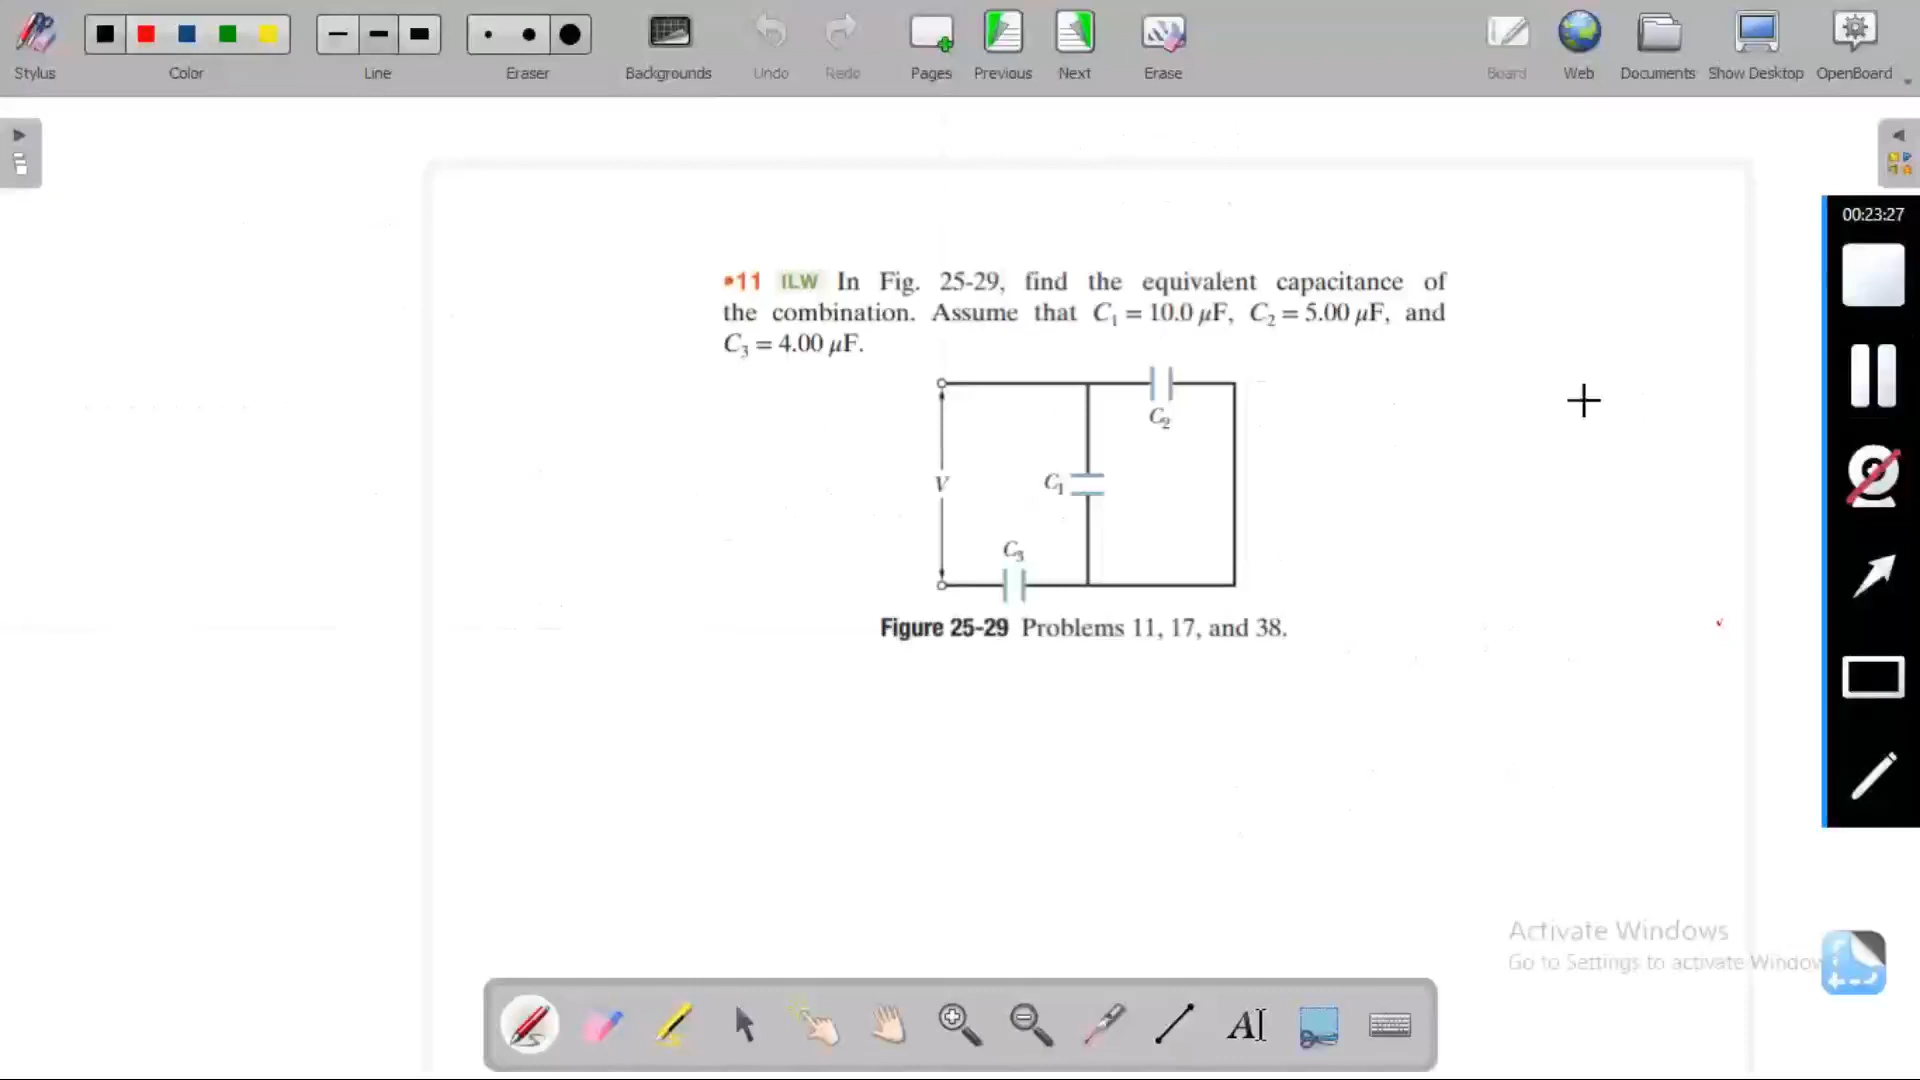 Stylus
Color
Line
Eraser
Backgrounds
Undo
Redo
Pages
Previous
Next
Erase
Board
Web
Documents
Show Desktop
OpenBoard
00:23:27
•11 ILW In Fig. 25-29, find the equivalent capacitance of
the combination. Assume that C₁ = 10.0 μF, C₂ = 5.00 μF, and
C₃ = 4.00 μF.
C₂
V
C₁
C₃
Figure 25-29 Problems 11, 17, and 38.
Activate Windows
Go to Settings to activate Window
AI